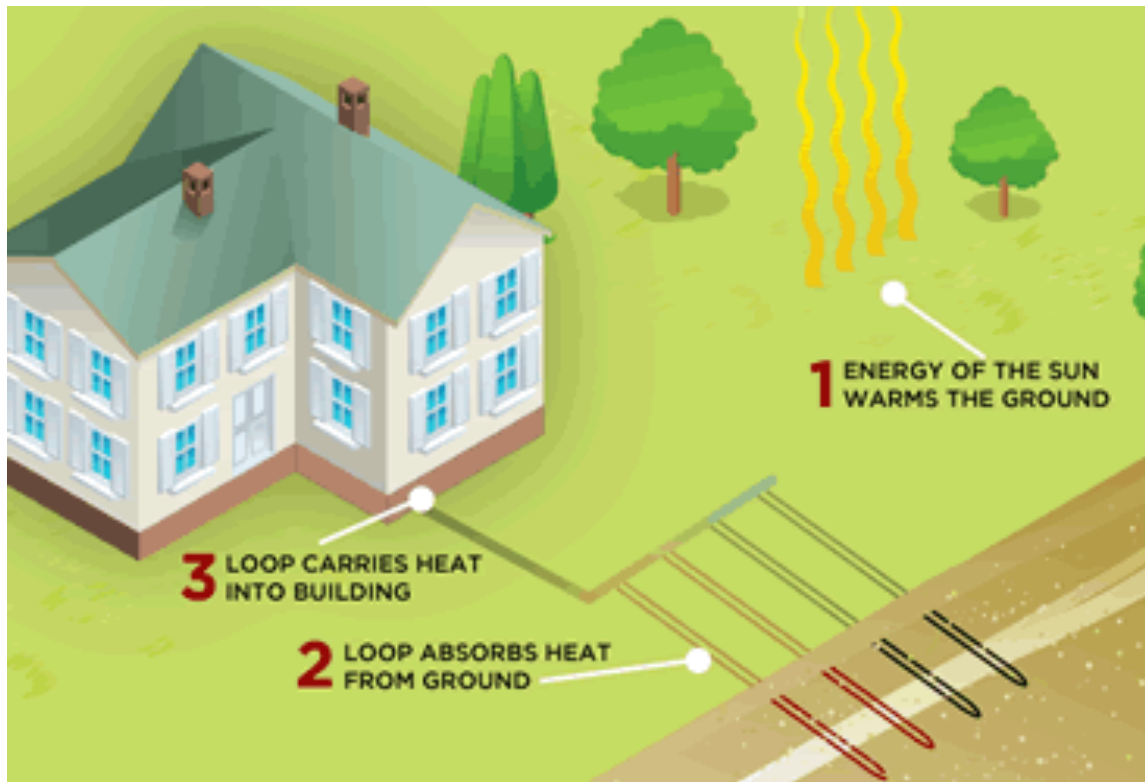 1 ENERGY OF THE SUN
WARMS THE GROUND
3 LOOP CARRIES HEAT
INTO BUILDING
2 LOOP ABSORBS HEAT
FROM GROUND